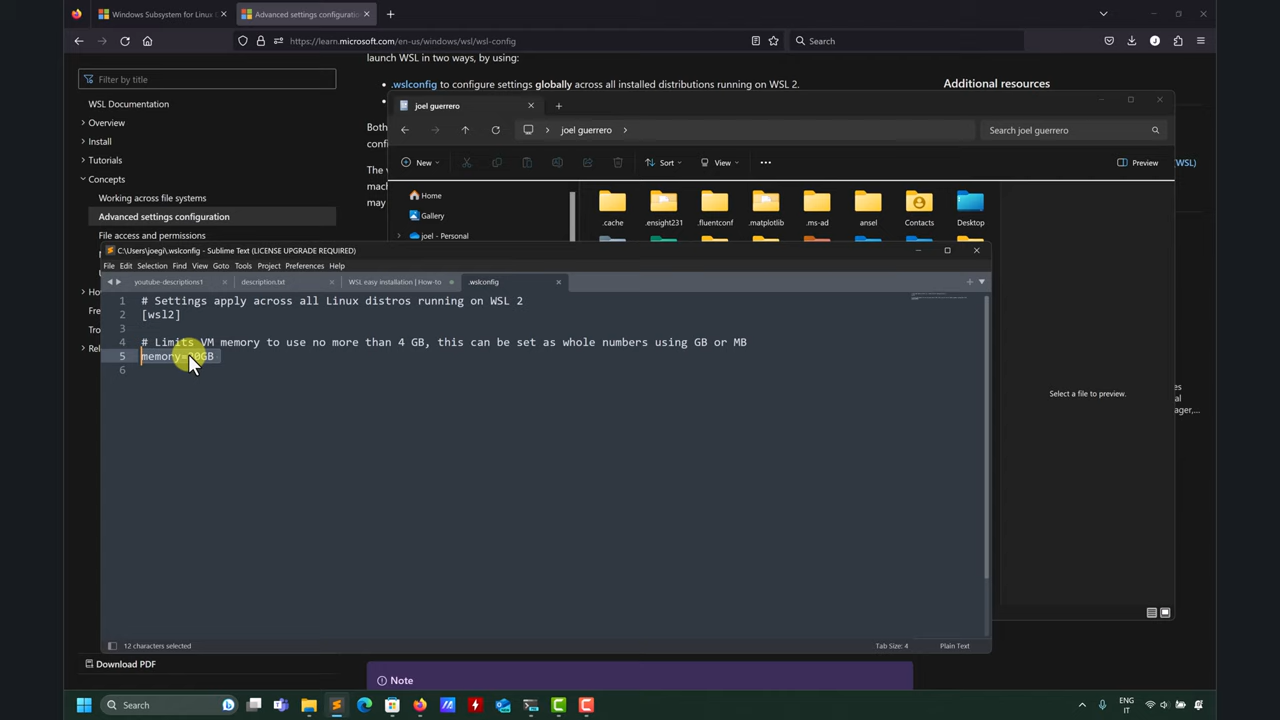 Windows Subsystem for Linux
Advanced settings configuratio
https://learn.microsoft.com/en-us/windows/wsl/wsl-config
Search
launch WSL in two ways, by using:
Filter by title
.wslconfig to configure settings globally across all installed distributions running on WSL 2.
Additional resources
WSL Documentation
Overview
Install
Tutorials
Concepts
Working across file systems
Advanced settings configuration
File access and permissions
Both
conf
The
mach
may
(WSL)
joel guerrero
joel guerrero
Search joel guerrero
New
Sort
View
Preview
Home
Gallery
joel - Personal
.cache
.ensight231
.fluentconf
.matplotlib
.ms-ad
ansel
Contacts
Desktop
Select a file to preview.
C:\Users\joegi\.wslconfig - Sublime Text (LICENSE UPGRADE REQUIRED)
File Edit Selection Find View Goto Tools Project Preferences Help
youtube-descriptions1
description.txt
WSL easy installation | How-to
.wslconfig
1 # Settings apply across all Linux distros running on WSL 2
2 [wsl2]
3
4 # Limits VM memory to use no more than 4 GB, this can be set as whole numbers using GB or MB
5
6
12 characters selected
Tab Size: 4
Plain Text
Download PDF
Note
Search
ENG
IT